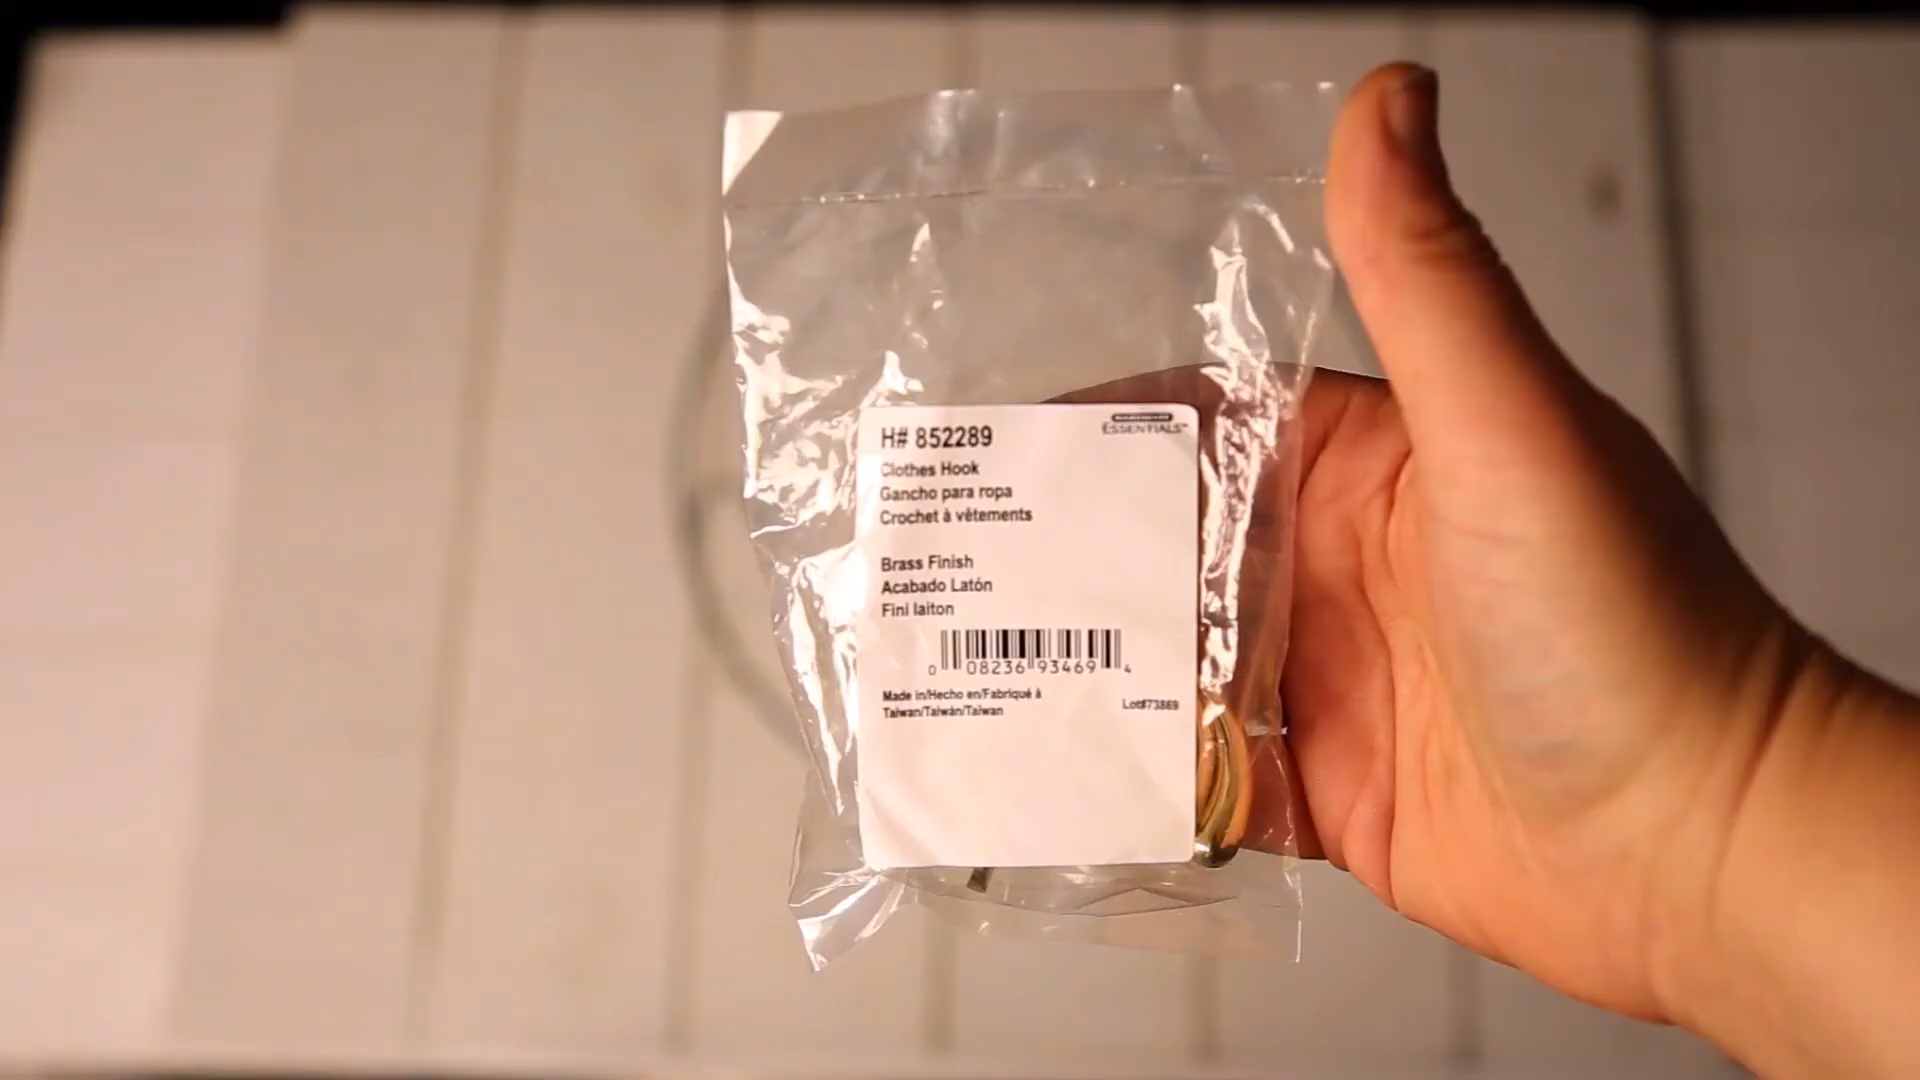 H# 852289
ESSENTIALS™
Clothes Hook
Gancho para ropa
Crochet à vêtements
Brass Finish
Acabado Latón
Fini laiton
0 08236 93469 4
Made in/Hecho en/Fabriqué à
Taiwan/Taiwán/Taiwan
Lot#73869